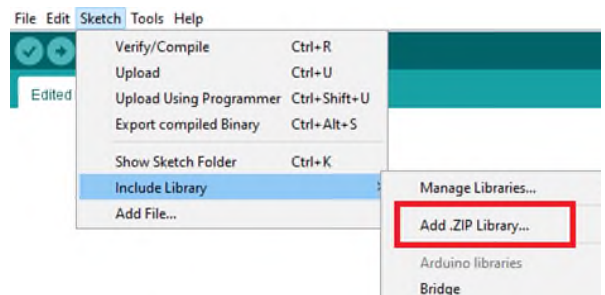 File Edit Sketch Tools Help
Verify/Compile Ctrl+R
Upload Ctrl+U
Edited
Upload Using Programmer Ctrl+Shift+U
Export compiled Binary Ctrl+Alt+S
Show Sketch Folder Ctrl+K
Include Library
Add File...
Manage Libraries...
Add .ZIP Library...
Arduino libraries
Bridge